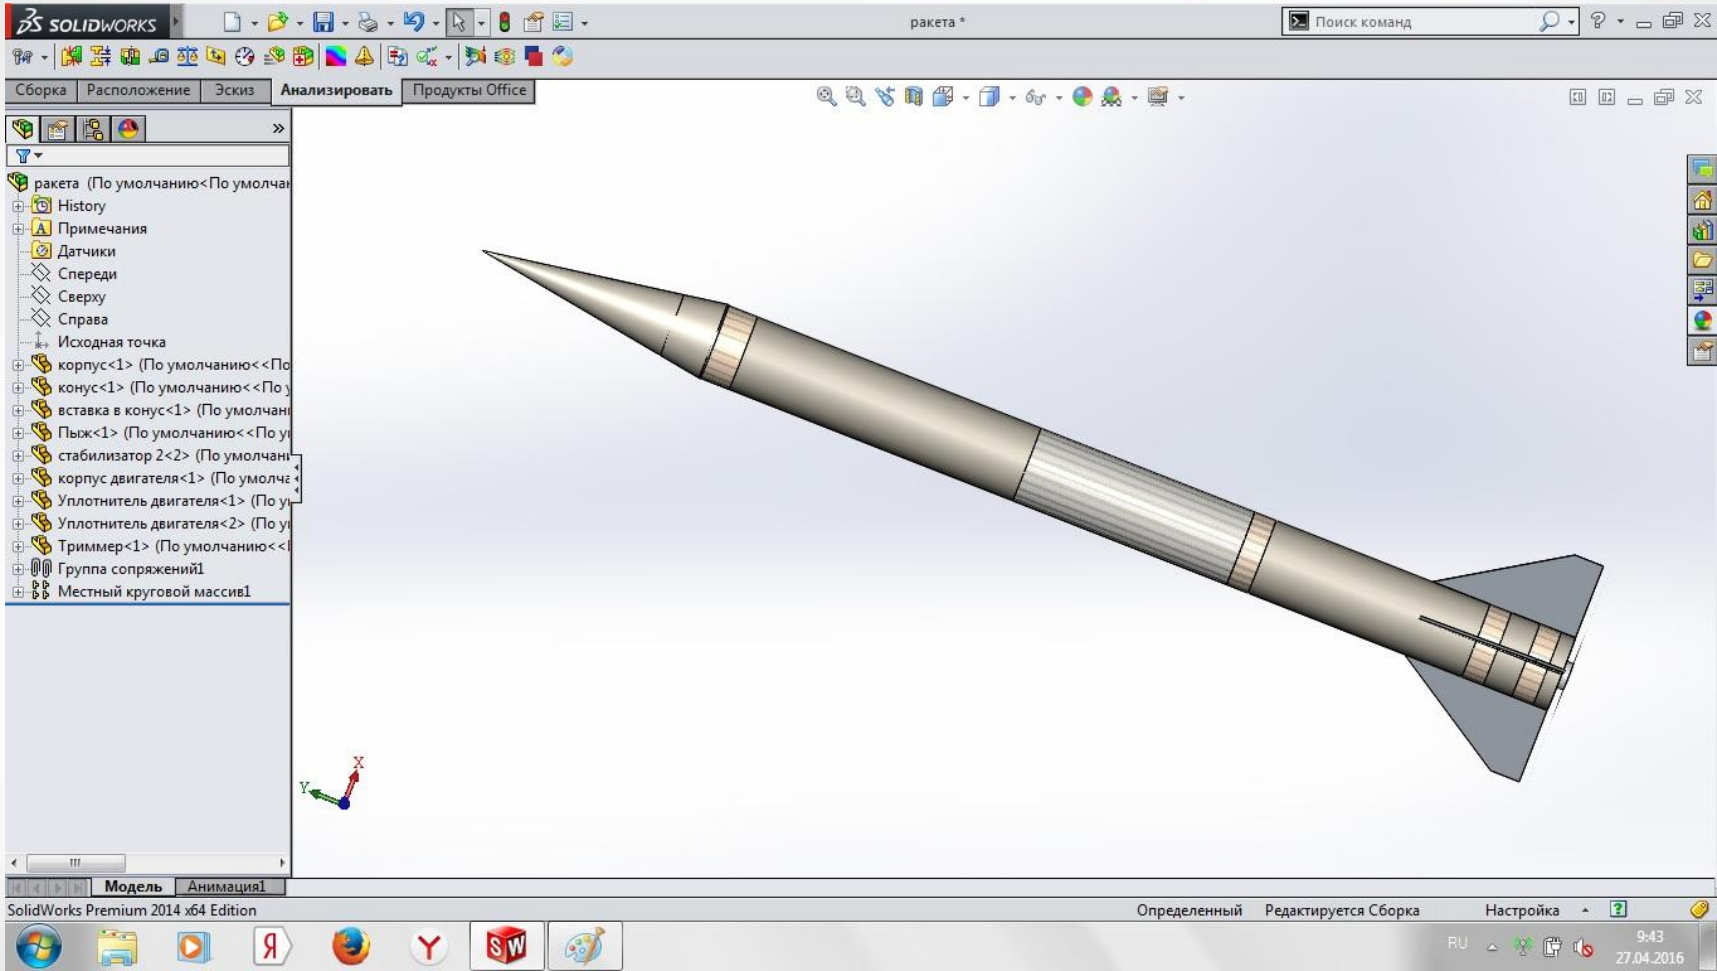 SOLIDWORKS
ракета *
Поиск команд
Сборка Расположение Эскиз Анализировать Продукты Office
ракета (По умолчанию<По умолчан
History
Примечания
Датчики
Спереди
Сверху
Справа
Исходная точка
корпус<1> (По умолчанию<<По
конус<1> (По умолчанию<<По у
вставка в конус<1> (По умолчани
Пыж<1> (По умолчанию<<По ум
стабилизатор 2<2> (По умолчани
корпус двигателя<1> (По умолча
Уплотнитель двигателя<1> (По ум
Уплотнитель двигателя<2> (По ум
Триммер<1> (По умолчанию<<
Группа сопряжений1
Местный круговой массив1
X
Y
Модель Анимация1
SolidWorks Premium 2014 x64 Edition
Определенный Редактируется Сборка Настройка
RU
9:43
27.04.2016